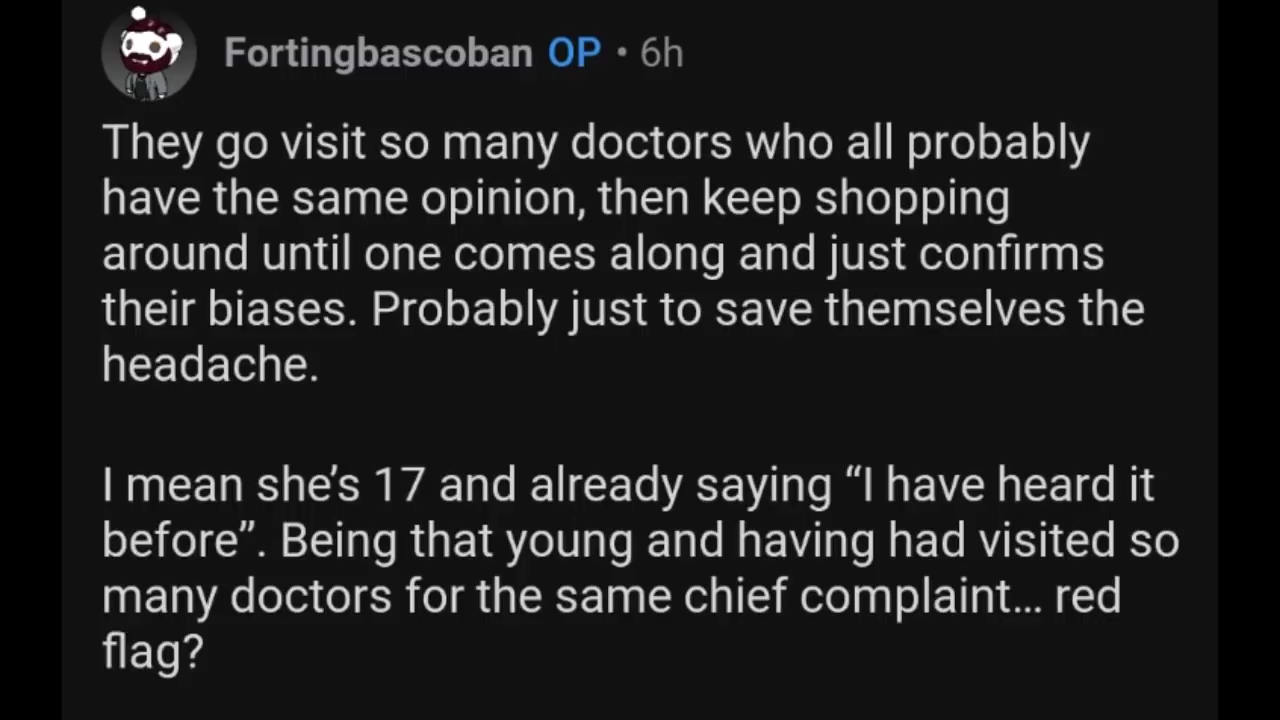 Fortingbascoban OP • 6h
They go visit so many doctors who all probably
have the same opinion, then keep shopping
around until one comes along and just confirms
their biases. Probably just to save themselves the
headache.
I mean she’s 17 and already saying “I have heard it
before”. Being that young and having had visited so
many doctors for the same chief complaint... red
flag?